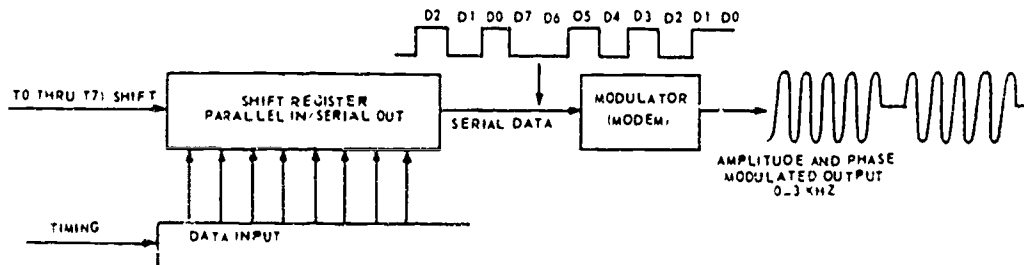 D2 D1 D0 D7 D6 O5 D4 D3 D2 D1 D0
T0 THRU T7) SHIFT
SHIFT REGISTER
PARALLEL IN/SERIAL OUT
SERIAL DATA
MODULATOR
(MODEM)
AMPLITUDE AND PHASE
MODULATED OUTPUT
0-3 KHZ
TIMING
DATA INPUT